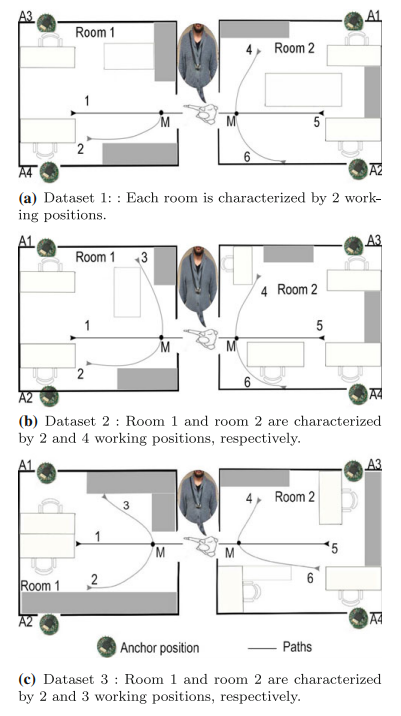 A3
A1
Room 1
Room 2
4
1
M
M
5
2
6
A4
A2
(a) Dataset 1: : Each room is characterized by 2 work-
ing positions.
A1
A3
Room 1
3
4
Room 2
1
5
M
M
2
6
A2
A4
(b) Dataset 2 : Room 1 and room 2 are characterized
by 2 and 4 working positions, respectively.
A1
A3
3
4
Room 2
1
M
M
5
2
6
Room 1
A2
A4
Anchor position
Paths
(c) Dataset 3 : Room 1 and room 2 are characterized
by 2 and 3 working positions, respectively.